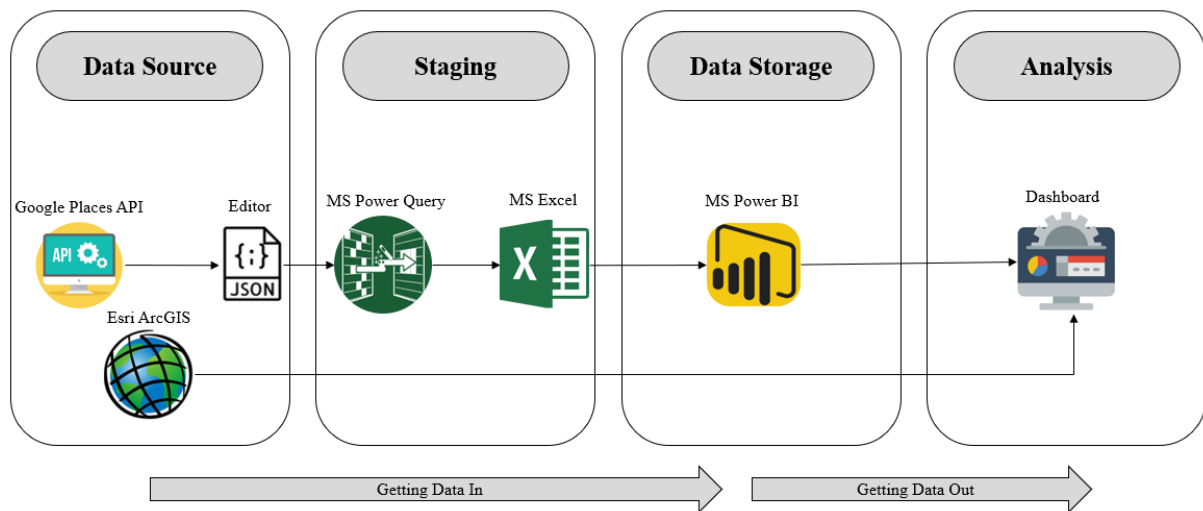 Data Source
Staging
Data Storage
Analysis
Google Places API
Editor
MS Power Query
MS Excel
MS Power BI
Dashboard
API
{;}
JSON
X
Esri ArcGIS
Getting Data In
Getting Data Out